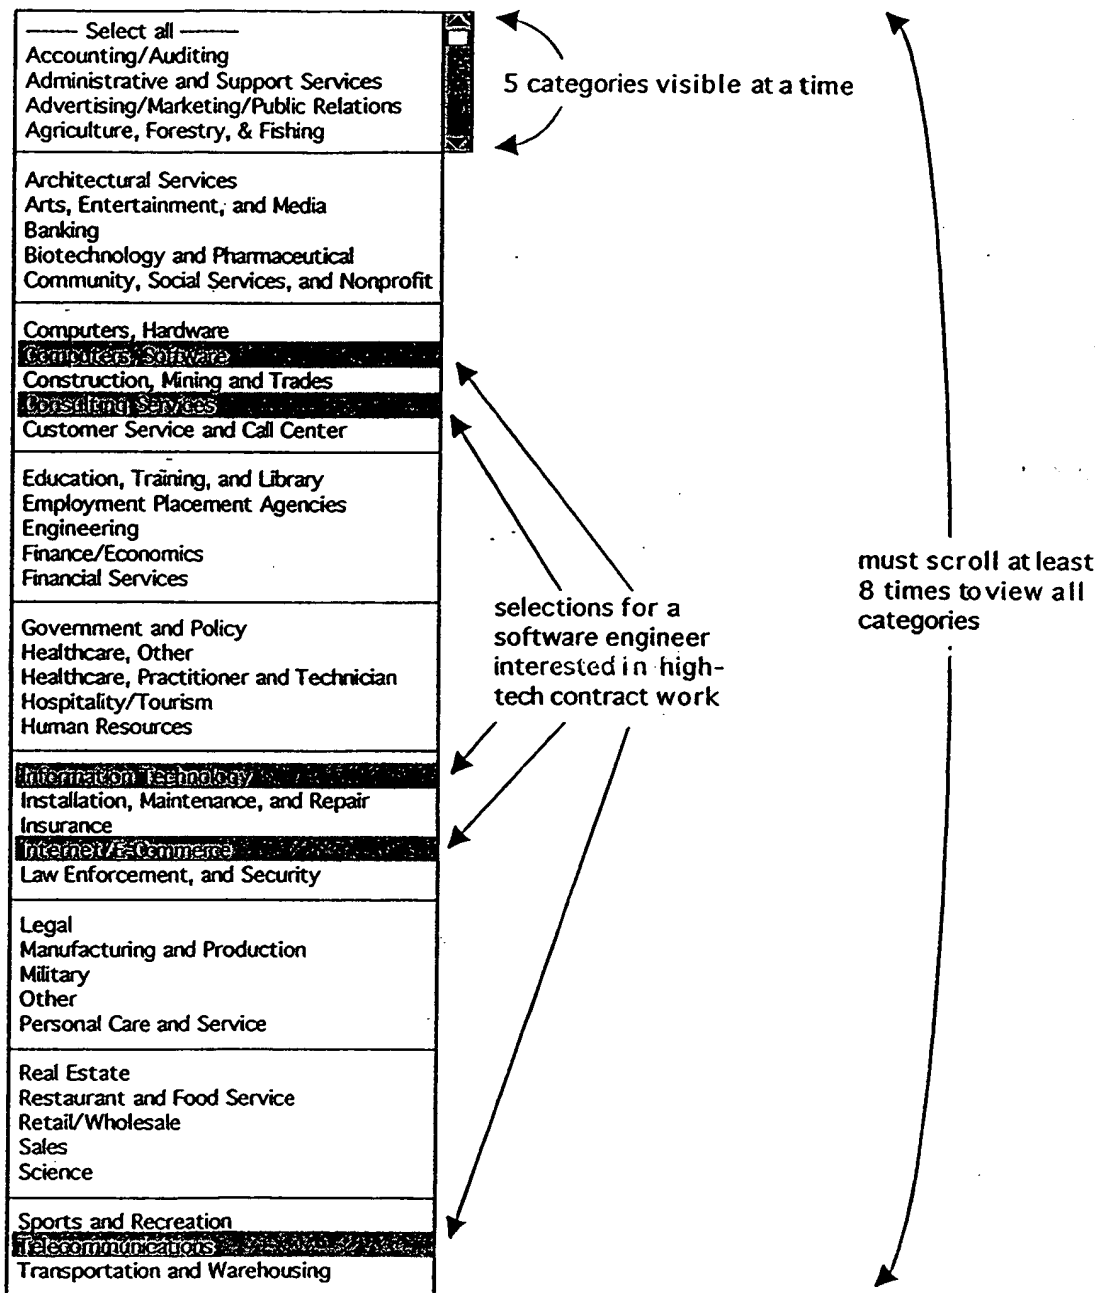 —— Select all ——
Accounting/Auditing
Administrative and Support Services
Advertising/Marketing/Public Relations
Agriculture, Forestry, & Fishing
5 categories visible at a time
Architectural Services
Arts, Entertainment, and Media
Banking
Biotechnology and Pharmaceutical
Community, Social Services, and Nonprofit
Computers, Hardware
Computers, Software
Construction, Mining and Trades
Consulting Services
Customer Service and Call Center
Education, Training, and Library
Employment Placement Agencies
Engineering
Finance/Economics
Financial Services
must scroll at least
8 times to view all
categories
selections for a
software engineer
interested in high-
tech contract work
Government and Policy
Healthcare, Other
Healthcare, Practitioner and Technician
Hospitality/Tourism
Human Resources
Information Technology
Installation, Maintenance, and Repair
Insurance
Internet/E-Commerce
Law Enforcement, and Security
Legal
Manufacturing and Production
Military
Other
Personal Care and Service
Real Estate
Restaurant and Food Service
Retail/Wholesale
Sales
Science
Sports and Recreation
Telecommunications
Transportation and Warehousing